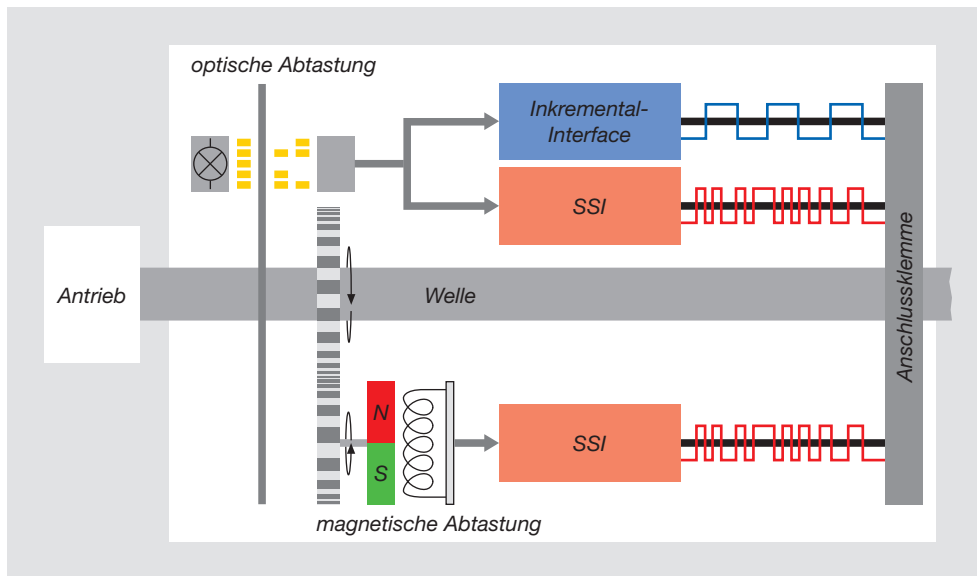 optische Abtastung
Inkremental-
Interface
SSI
Antrieb
Welle
Anschlussklemme
N
S
SSI
magnetische Abtastung